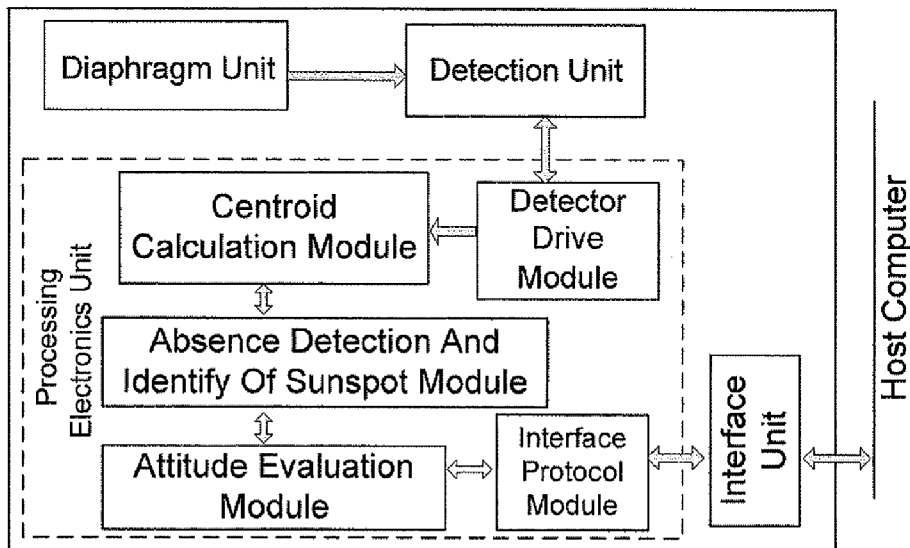 Diaphragm Unit
Detection Unit
Centroid
Calculation Module
Detector
Drive
Module
Processing
Electronics Unit
Absence Detection And
Identify Of Sunspot Module
Attitude Evaluation
Module
Interface
Protocol
Module
Interface
Unit
Host Computer